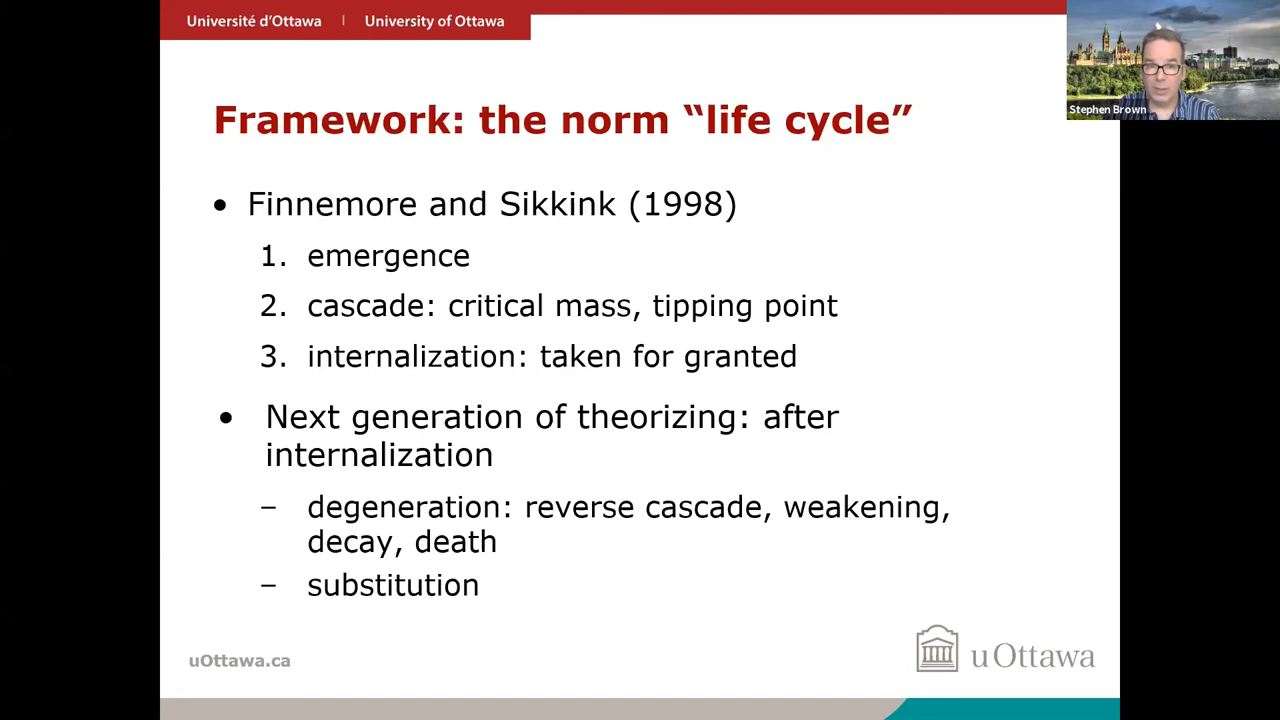 Université d'Ottawa | University of Ottawa
Stephen Brown
Framework: the norm “life cycle”
• Finnemore and Sikkink (1998)
1. emergence
2. cascade: critical mass, tipping point
3. internalization: taken for granted
• Next generation of theorizing: after
internalization
– degeneration: reverse cascade, weakening,
decay, death
– substitution
uOttawa.ca
uOttawa